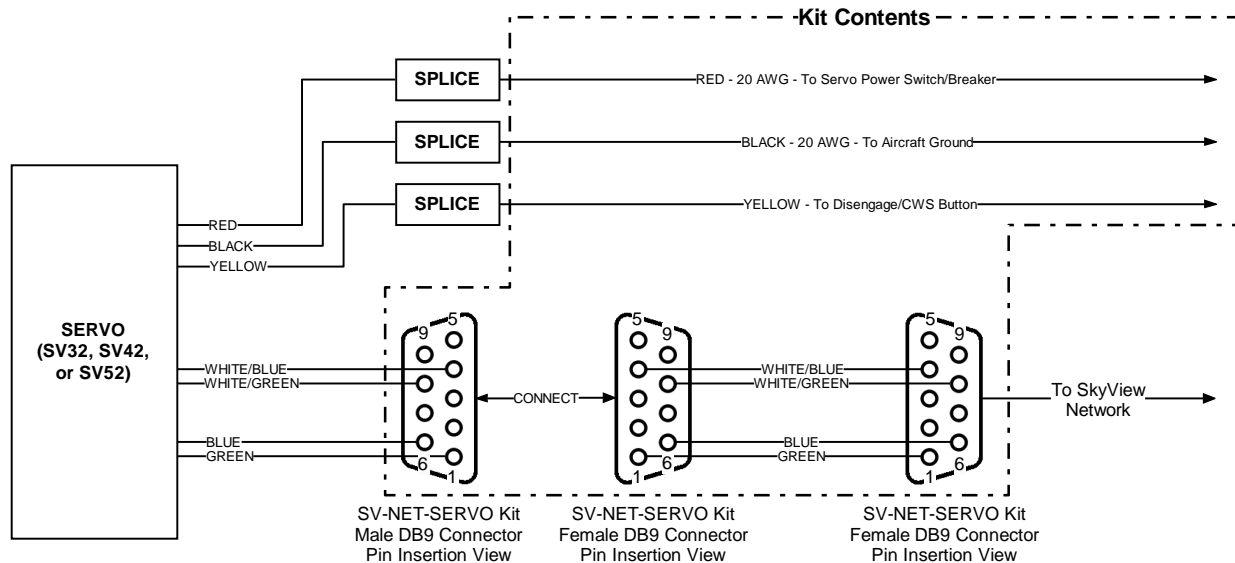 Kit Contents
SPLICE
RED - 20 AWG - To Servo Power Switch/Breaker
SPLICE
BLACK - 20 AWG - To Aircraft Ground
SPLICE
YELLOW - To Disengage/CWS Button
RED
BLACK
YELLOW
SERVO
(SV32, SV42,
or SV52)
WHITE/BLUE
WHITE/GREEN
BLUE
GREEN
5
9
6
1
CONNECT
5
9
6
1
WHITE/BLUE
WHITE/GREEN
BLUE
GREEN
5
9
6
1
To SkyView
Network
SV-NET-SERVO Kit
Male DB9 Connector
Pin Insertion View
SV-NET-SERVO Kit
Female DB9 Connector
Pin Insertion View
SV-NET-SERVO Kit
Female DB9 Connector
Pin Insertion View